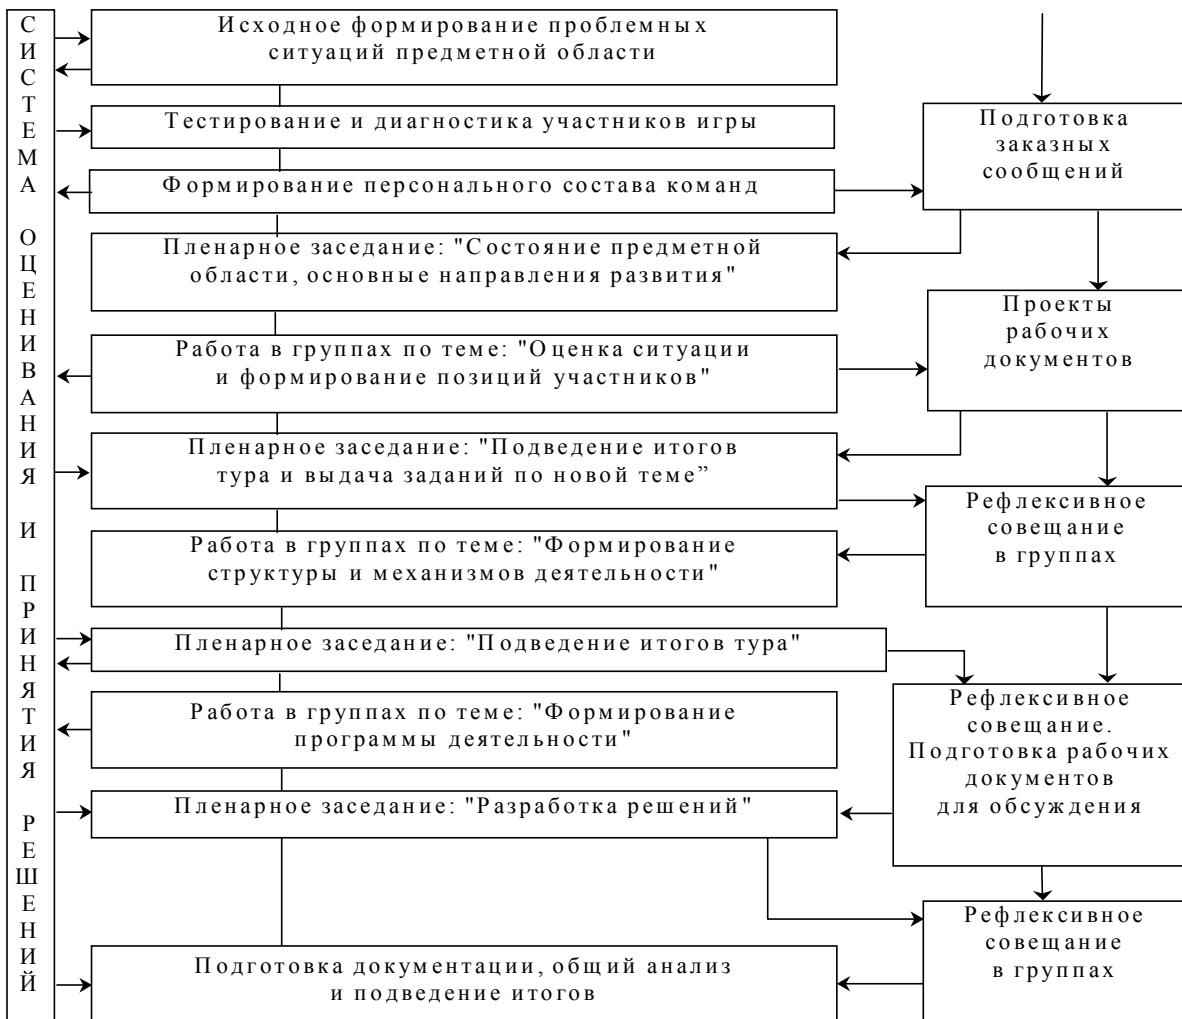 СИСТЕМА ОЦЕНИВАНИЯ И ПРИНЯТИЯ РЕШЕНИЙ
Исходное формирование проблемных
ситуаций предметной области
Тестирование и диагностика участников игры
Формирование персонального состава команд
Пленарное заседание: "Состояние предметной
области, основные направления развития"
Работа в группах по теме: "Оценка ситуации
и формирование позиций участников"
Пленарное заседание: "Подведение итогов
тура и выдача заданий по новой теме”
Работа в группах по теме: "Формирование
структуры и механизмов деятельности"
Пленарное заседание: "Подведение итогов тура"
Работа в группах по теме: "Формирование
программы деятельности"
Пленарное заседание: "Разработка решений"
Подготовка документации, общий анализ
и подведение итогов
Подготовка
заказных
сообщений
Проекты
рабочих
документов
Рефлексивное
совещание
в группах
Рефлексивное
совещание.
Подготовка рабочих
документов
для обсуждения
Рефлексивное
совещание
в группах